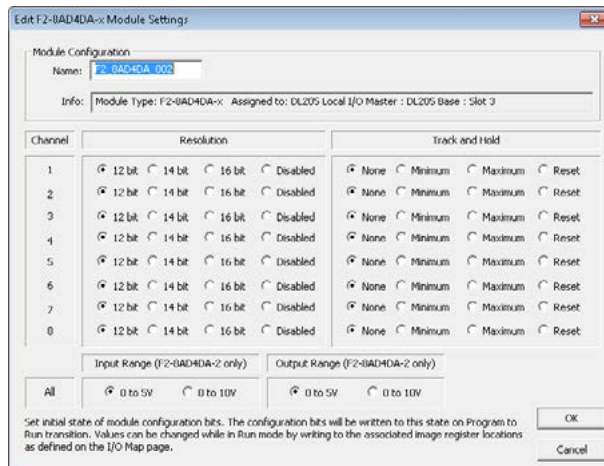 Edit F2-8AD4DA-x Module Settings
Module Configuration
Name: F2_8AD4DA_002
Info: Module Type: F2-8AD4DA-x Assigned to: DL205 Local I/O Master : DL205 Base : Slot 3
Channel Resolution Track and Hold
1 12 bit 14 bit 16 bit Disabled None Minimum Maximum Reset
2 12 bit 14 bit 16 bit Disabled None Minimum Maximum Reset
3 12 bit 14 bit 16 bit Disabled None Minimum Maximum Reset
4 12 bit 14 bit 16 bit Disabled None Minimum Maximum Reset
5 12 bit 14 bit 16 bit Disabled None Minimum Maximum Reset
6 12 bit 14 bit 16 bit Disabled None Minimum Maximum Reset
7 12 bit 14 bit 16 bit Disabled None Minimum Maximum Reset
8 12 bit 14 bit 16 bit Disabled None Minimum Maximum Reset
Input Range (F2-8AD4DA-2 only) Output Range (F2-8AD4DA-2 only)
All 0 to 5V 0 to 10V 0 to 5V 0 to 10V
Set initial state of module configuration bits. The configuration bits will be written to this state on Program to
Run transition. Values can be changed while in Run mode by writing to the associated image register locations
as defined on the I/O Map page.
OK
Cancel